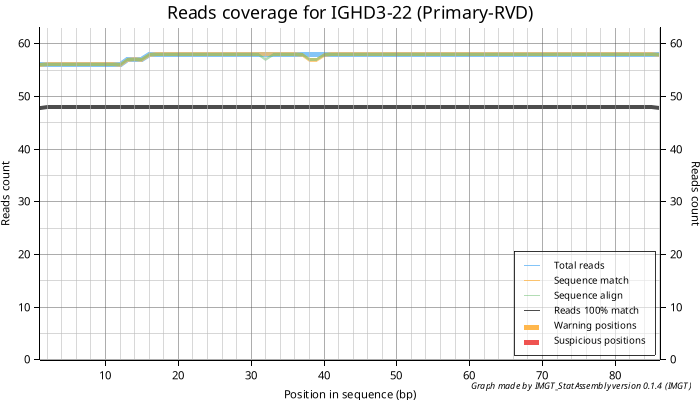 Reads coverage for IGHD3-22 (Primary-RVD)
60 60
50 50
40 40
30 30
20 20
10 10
0 0
Reads count
Reads count
Total reads
Sequence match
Sequence align
Reads 100% match
Warning positions
Suspicious positions
10 20 30 40 50 60 70 80
Position in sequence (bp)
Graph made by IMGT_StatAssembly version 0.1.4 (IMGT)